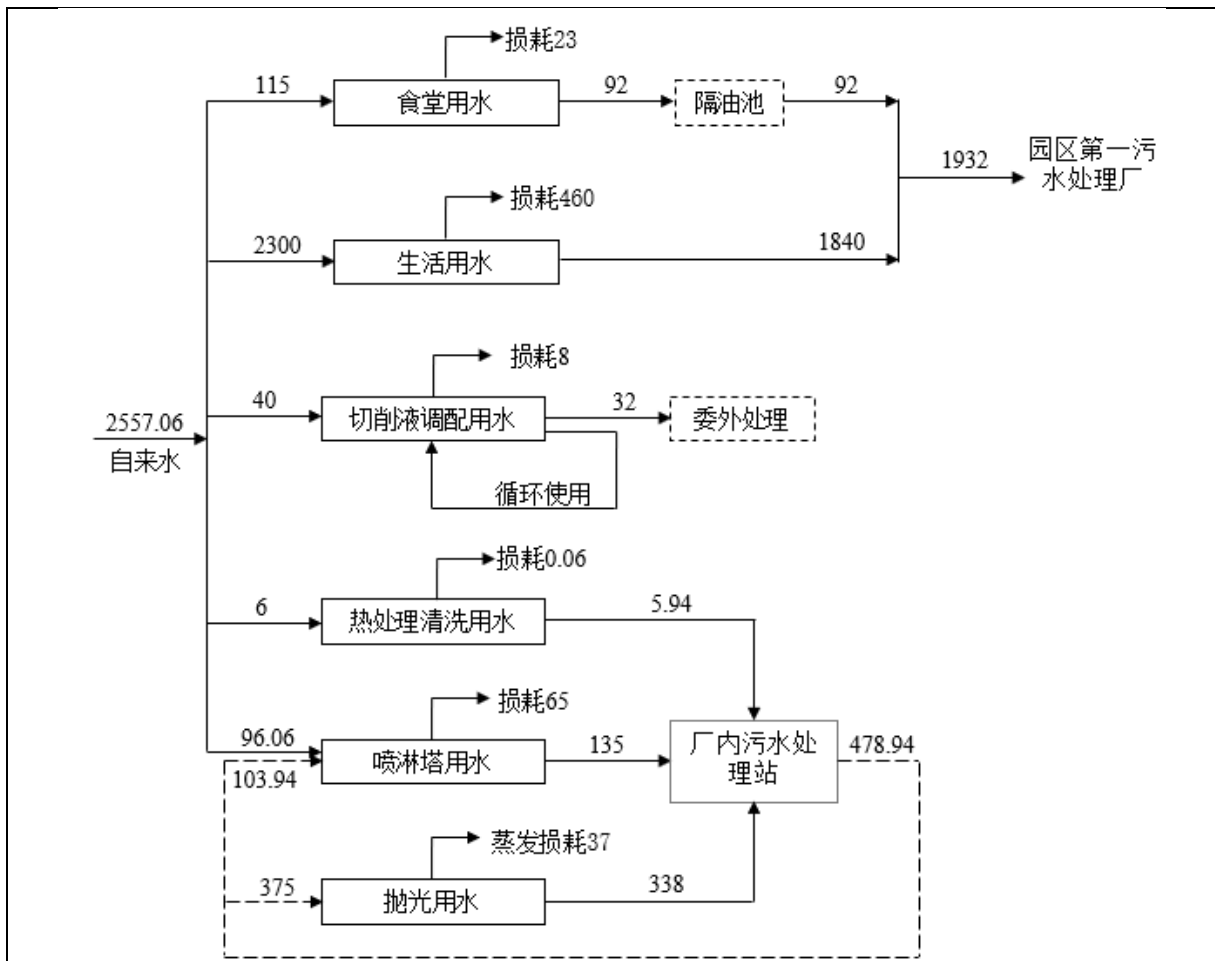 损耗23
115
食堂用水
92
隔油池
92
1932
园区第一污
水处理厂
损耗460
2300
生活用水
1840
损耗8
40
切削液调配用水
32
委外处理
2557.06
自来水
循环使用
损耗0.06
6
热处理清洗用水
5.94
损耗65
96.06
103.94
喷淋塔用水
135
厂内污水处
理站
478.94
蒸发损耗37
375
抛光用水
338